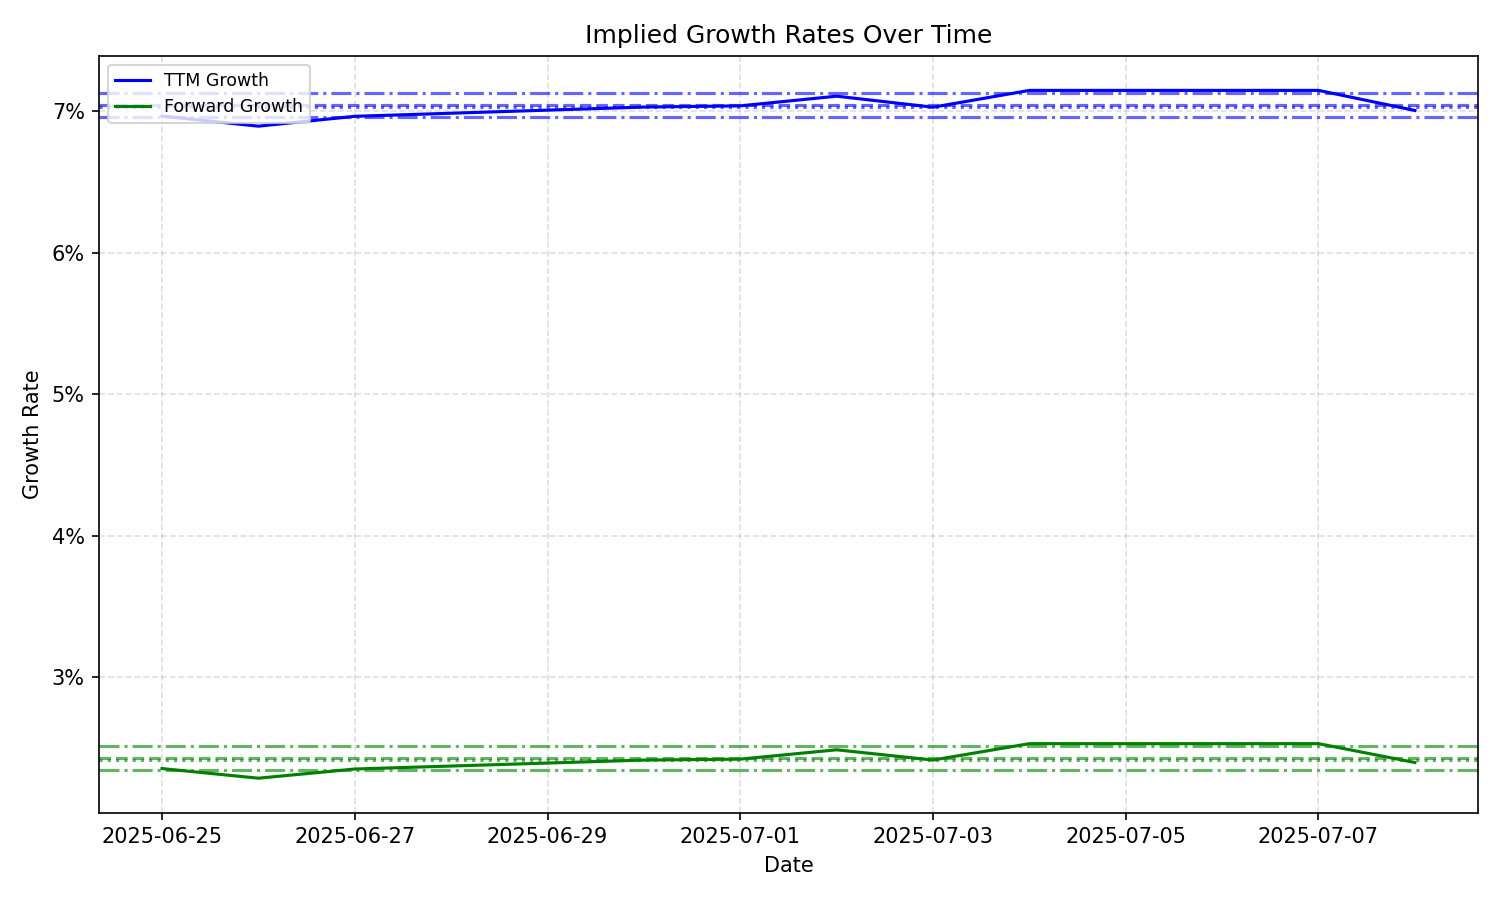 Implied Growth Rates Over Time
TTM Growth
Forward Growth
7%
6%
5%
4%
3%
Growth Rate
2025-06-25 2025-06-27 2025-06-29 2025-07-01 2025-07-03 2025-07-05 2025-07-07
Date